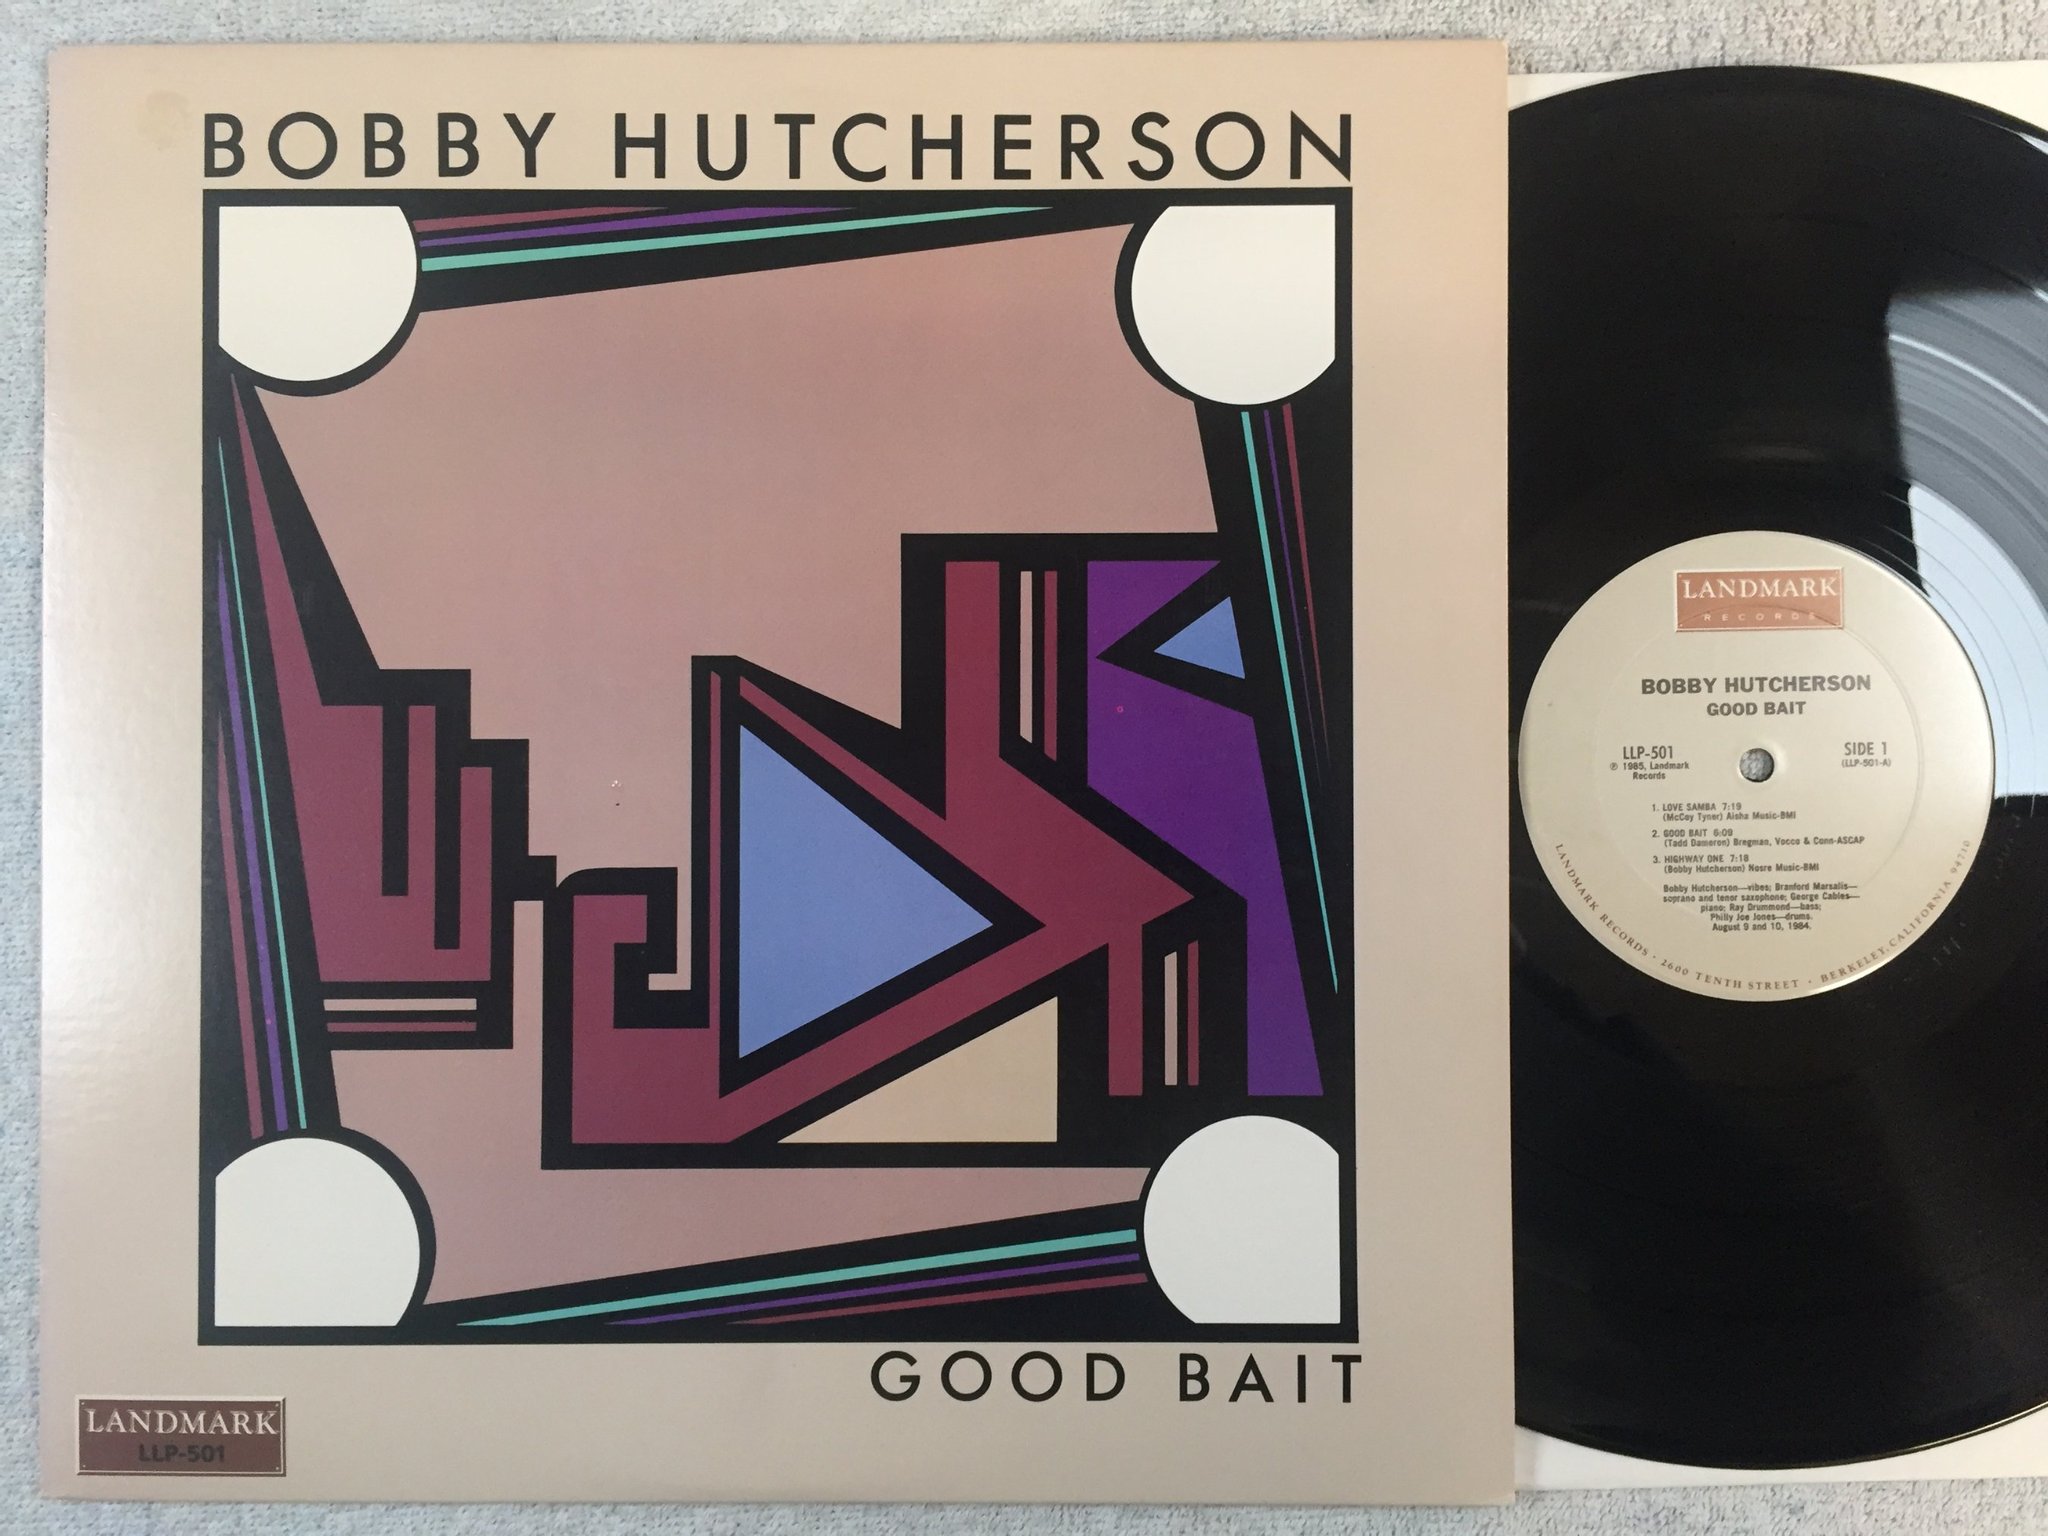 BOBBY HUTCHERSON
GOOD BAIT
LANDMARK
LLP-501
LANDMARK
RECORDS
BOBBY HUTCHERSON
GOOD BAIT
LLP-501
℗ 1985, Landmark
Records
SIDE 1
(LLP-501-A)
1. LOVE SAMBA 7:19
(McCoy Tyner) Aisha Music-BMI
2. GOOD BAIT 6:09
(Tadd Dameron) Bregman, Vocco & Conn-ASCAP
3. HIGHWAY ONE 7:18
(Bobby Hutcherson) Nosre Music-BMI
Bobby Hutcherson—vibes; Branford Marsalis—
soprano and tenor saxophone; George Cables—
piano; Ray Drummond—bass;
Philly Joe Jones—drums.
August 9 and 10, 1984.
LANDMARK RECORDS · 2600 TENTH STREET · BERKELEY, CALIFORNIA 94710